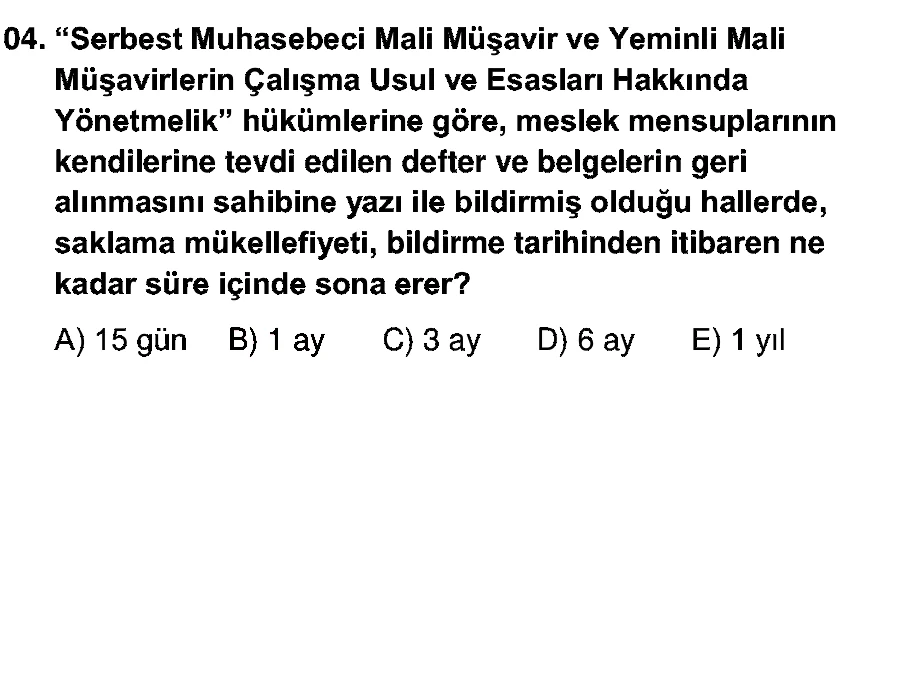 04. “Serbest Muhasebeci Mali Müşavir ve Yeminli Mali
Müşavirlerin Çalışma Usul ve Esasları Hakkında
Yönetmelik” hükümlerine göre, meslek mensuplarının
kendilerine tevdi edilen defter ve belgelerin geri
alınmasını sahibine yazı ile bildirmiş olduğu hallerde,
saklama mükellefiyeti, bildirme tarihinden itibaren ne
kadar süre içinde sona erer?
A) 15 gün B) 1 ay C) 3 ay D) 6 ay E) 1 yıl